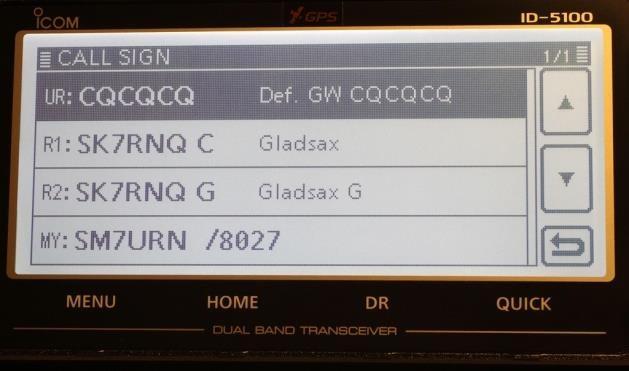 ICOM GPS ID-5100
CALL SIGN 1/1
UR: CQCQCQ Def. GW CQCQCQ
R1: SK7RNQ C Gladsax
R2: SK7RNQ G Gladsax G
MY: SM7URN /8027
MENU HOME DR QUICK
DUAL BAND TRANSCEIVER